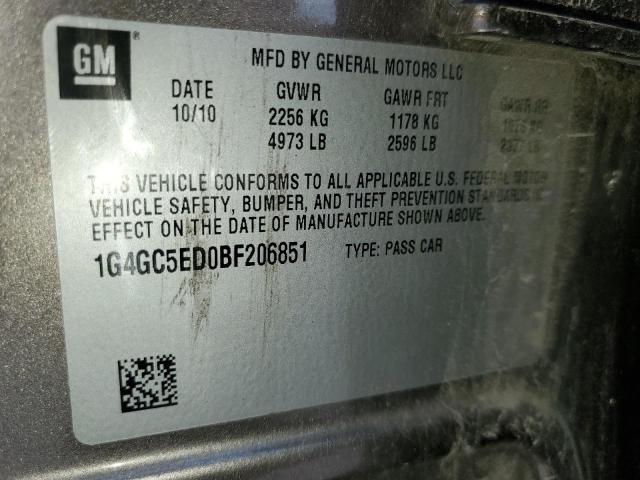 GM
MFD BY GENERAL MOTORS LLC
DATE GVWR GAWR FRT GAWR RR
10/10 2256 KG 1178 KG
4973 LB 2596 LB
THIS VEHICLE CONFORMS TO ALL APPLICABLE U.S. FEDERAL MOTOR
VEHICLE SAFETY, BUMPER, AND THEFT PREVENTION STANDARDS IN
EFFECT ON THE DATE OF MANUFACTURE SHOWN ABOVE.
1G4GC5ED0BF206851 TYPE: PASS CAR